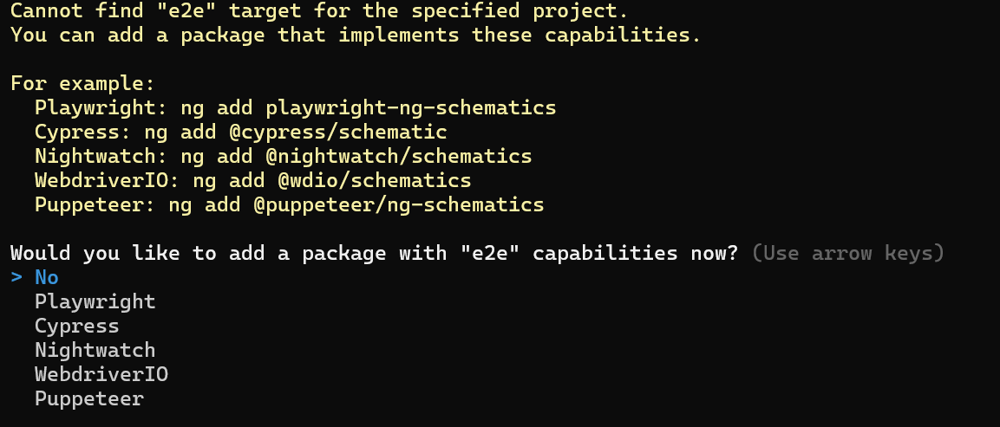 Cannot find "e2e" target for the specified project.
You can add a package that implements these capabilities.
For example:
Playwright: ng add playwright-ng-schematics
Cypress: ng add @cypress/schematic
Nightwatch: ng add @nightwatch/schematics
WebdriverIO: ng add @wdio/schematics
Puppeteer: ng add @puppeteer/ng-schematics
Would you like to add a package with "e2e" capabilities now? (Use arrow keys)
> No
Playwright
Cypress
Nightwatch
WebdriverIO
Puppeteer